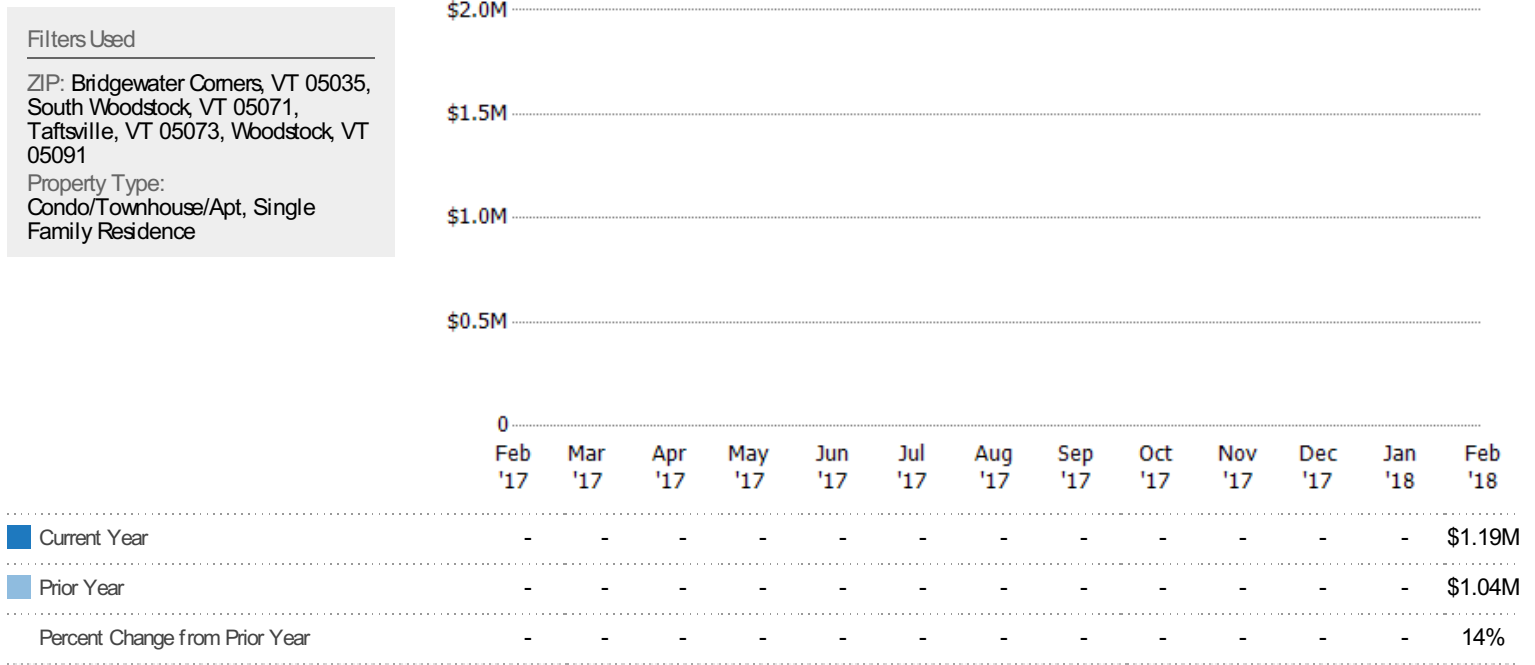 Filters Used
ZIP: Bridgewater Corners, VT 05035,
South Woodstock, VT 05071,
Taftsville, VT 05073, Woodstock, VT
05091
Property Type:
Condo/Townhouse/Apt, Single
Family Residence
$2.0M
$1.5M
$1.0M
$0.5M
0
Feb Mar Apr May Jun Jul Aug Sep Oct Nov Dec Jan Feb
'17 '17 '17 '17 '17 '17 '17 '17 '17 '17 '17 '18 '18
Current Year - - - - - - - - - - - - $1.19M
Prior Year - - - - - - - - - - - - $1.04M
Percent Change from Prior Year - - - - - - - - - - - - 14%